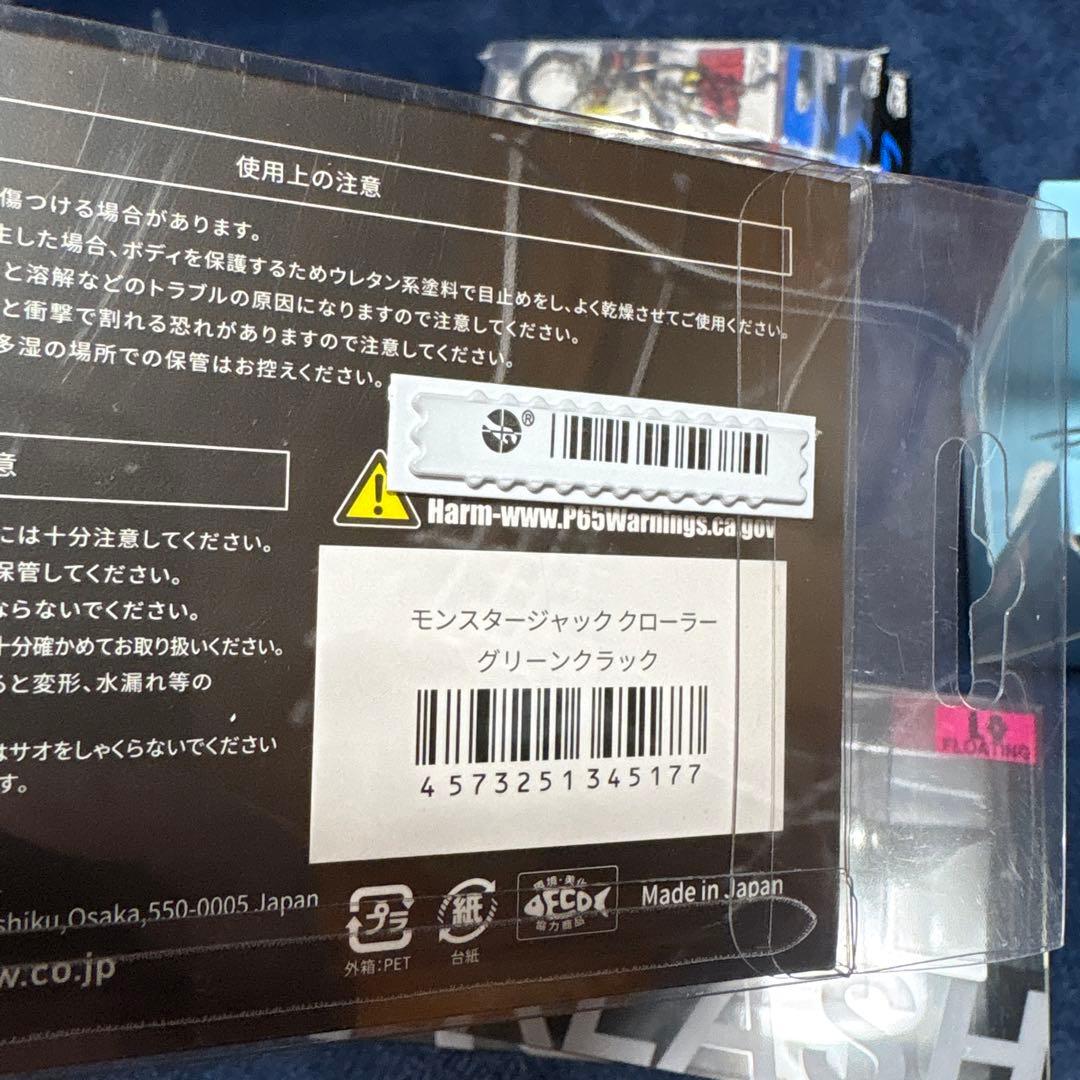 使用上の注意
傷つける場合があります。
生した場合、ボディを保護するためウレタン系塗料で目止めをし、よく乾燥させてご使用ください。
と溶解などのトラブルの原因になりますので注意してください。
と衝撃で割れる恐れがありますので注意してください。
多湿の場所での保管はお控えください。
®
意
Harm-www.P65Warnings.ca.gov
には十分注意してください。
保管してください。
ならないでください。
十分確かめてお取り扱いください。
ると変形、水漏れ等の
はサオをしゃくらないでください
す。
モンスタージャック クローラー
グリーンクラック
4573251345177
10
FLOATING
shiku,Osaka,550-0005 Japan
w.co.jp
プラ
外箱:PET
紙
台紙
環境・美化
ECO
協力商品
Made in Japan